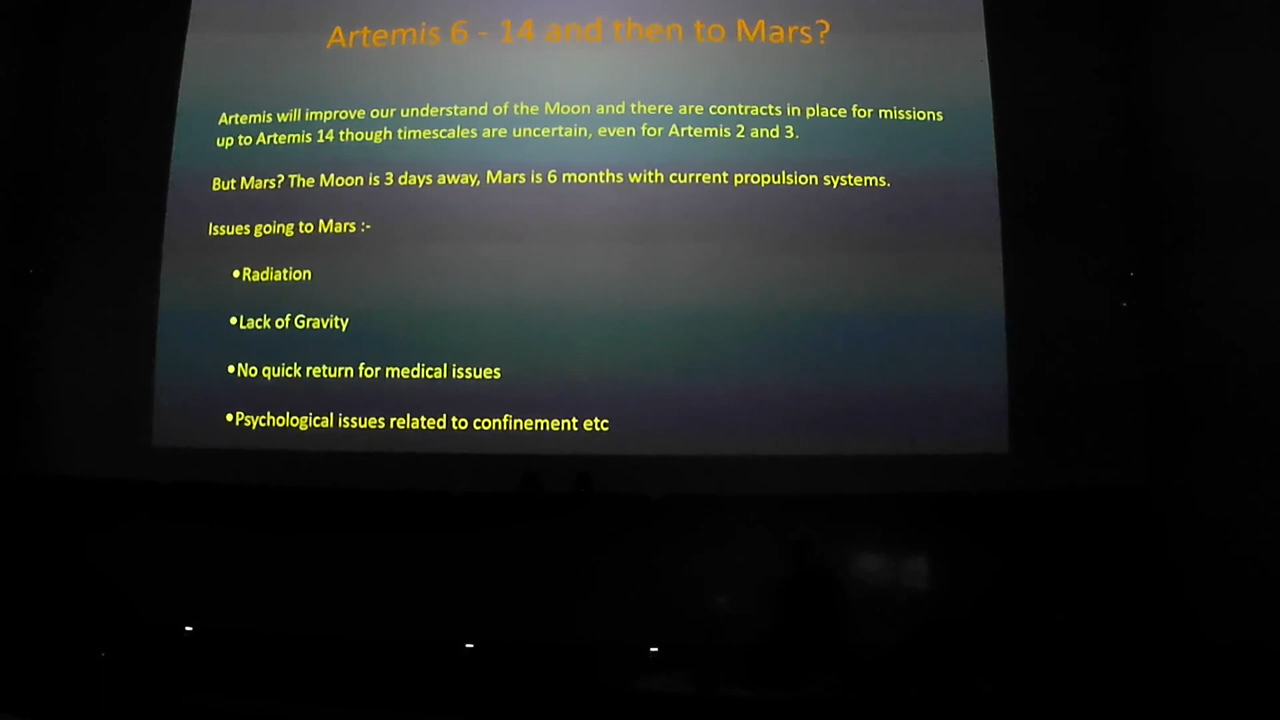 Artemis 6 - 14 and then to Mars?
Artemis will improve our understand of the Moon and there are contracts in place for missions
up to Artemis 14 though timescales are uncertain, even for Artemis 2 and 3.
But Mars? The Moon is 3 days away, Mars is 6 months with current propulsion systems.
Issues going to Mars :-
•Radiation
•Lack of Gravity
•No quick return for medical issues
•Psychological issues related to confinement etc